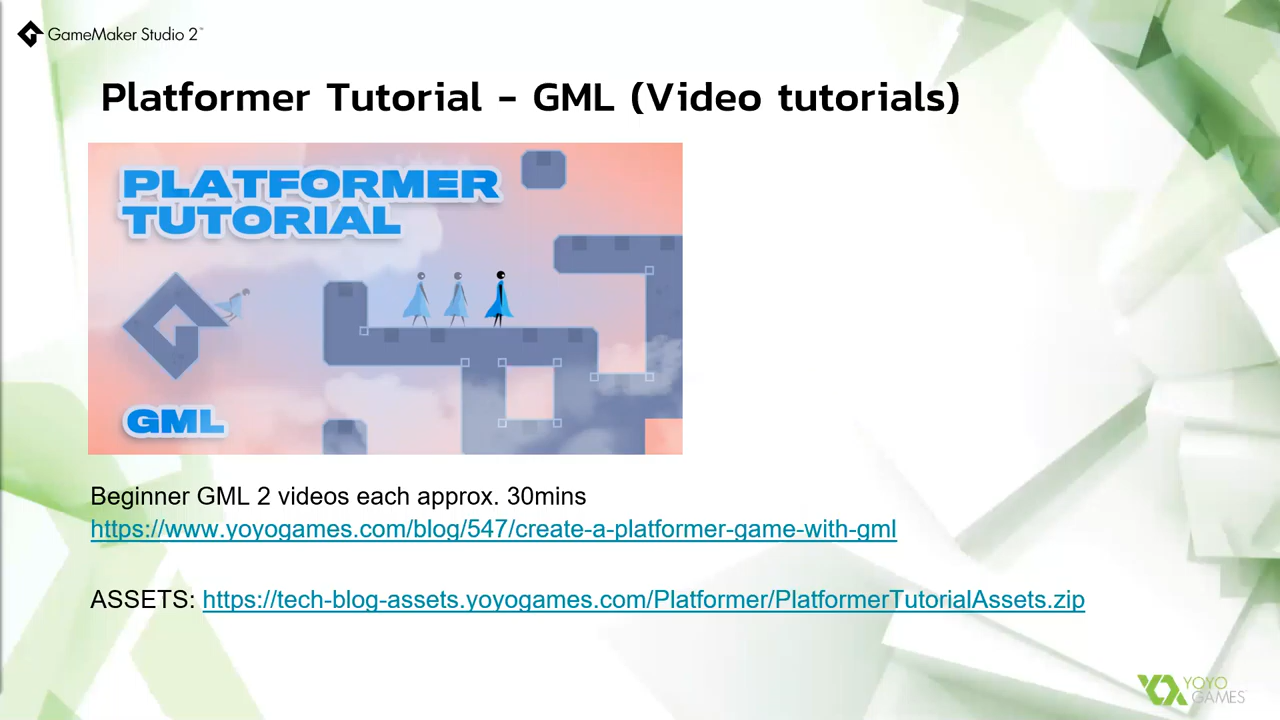 GameMaker Studio 2™
Platformer Tutorial - GML (Video tutorials)
PLATFORMER
TUTORIAL
GML
Beginner GML 2 videos each approx. 30mins
https://www.yoyogames.com/blog/547/create-a-platformer-game-with-gml
ASSETS: https://tech-blog-assets.yoyogames.com/Platformer/PlatformerTutorialAssets.zip
YOYO
GAMES